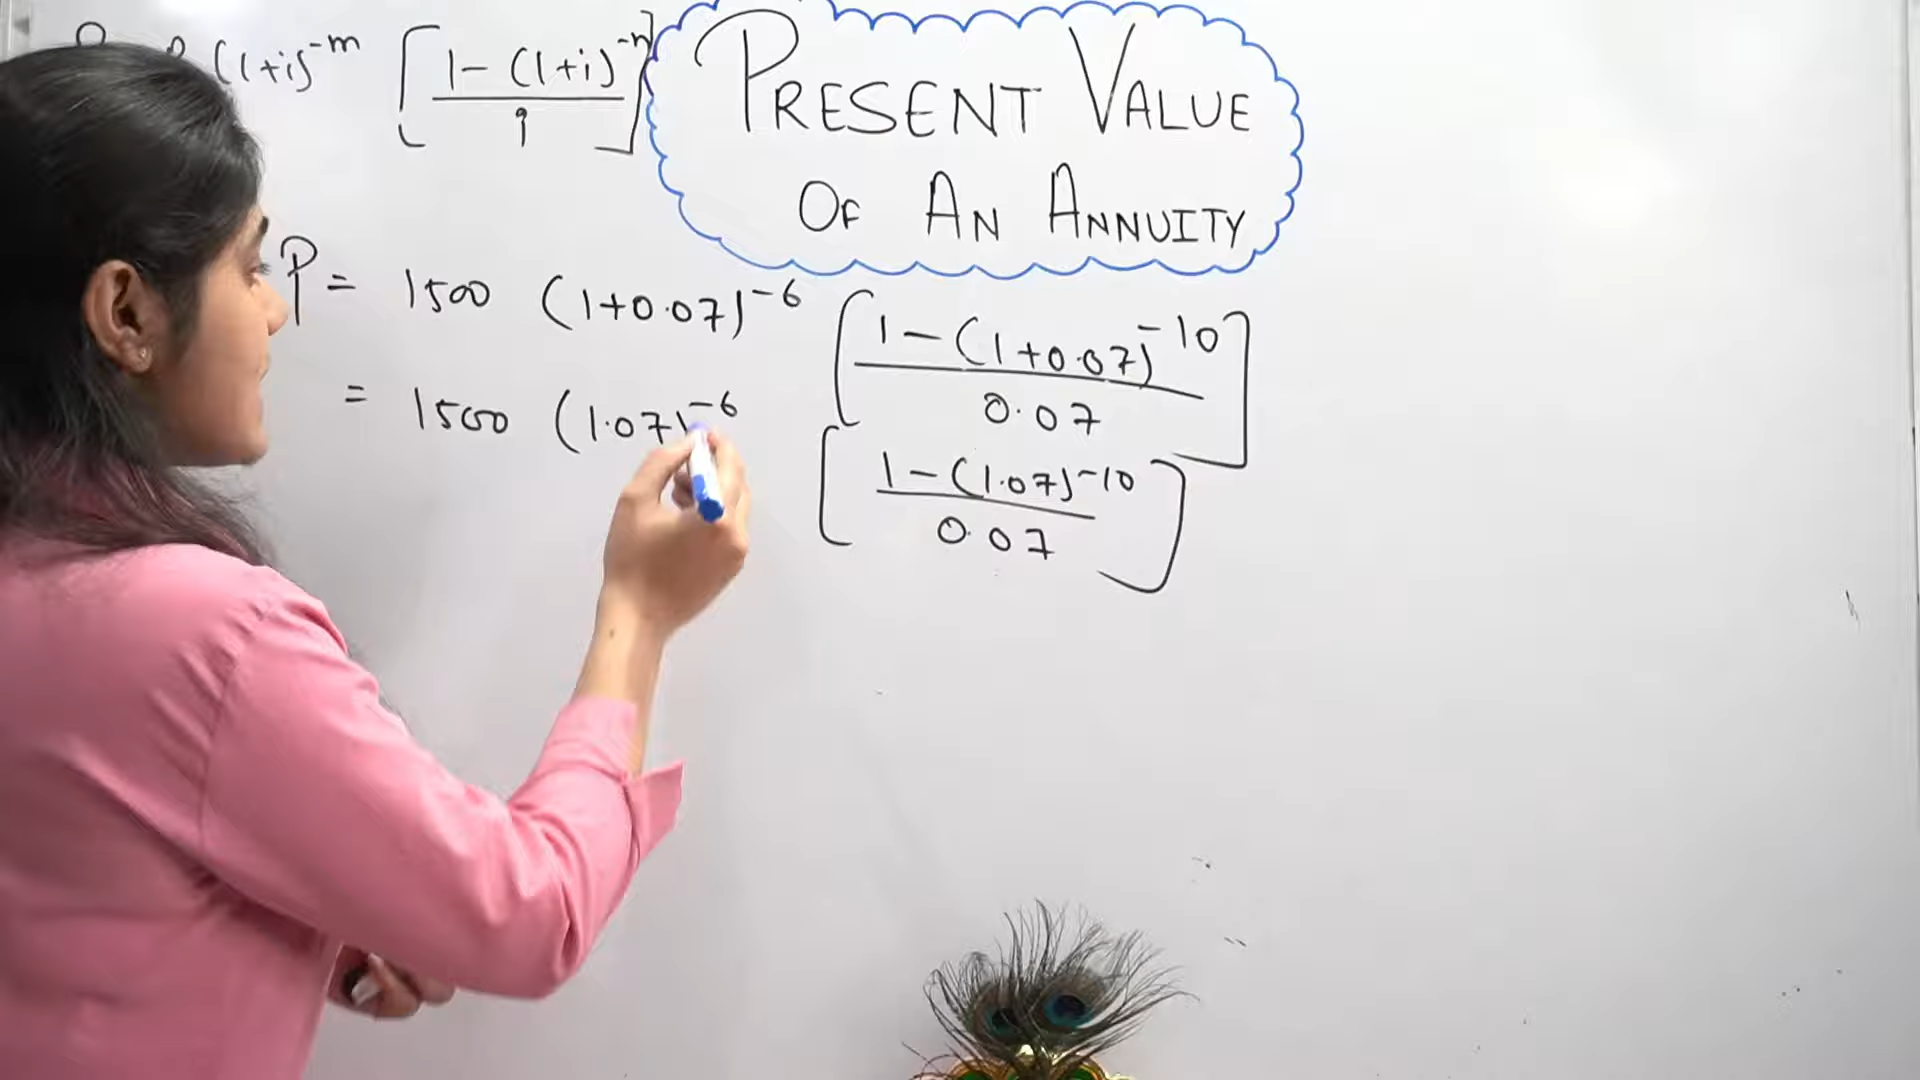 (1+i)^-m [ 1-(1+i)^-n / i ]
PRESENT VALUE
OF AN ANNUITY
P = 1500 (1+0.07)^-6 [ 1-(1+0.07)^-10 / 0.07 ]
= 1500 (1.07)^-6 [ 1-(1.07)^-10 / 0.07 ]